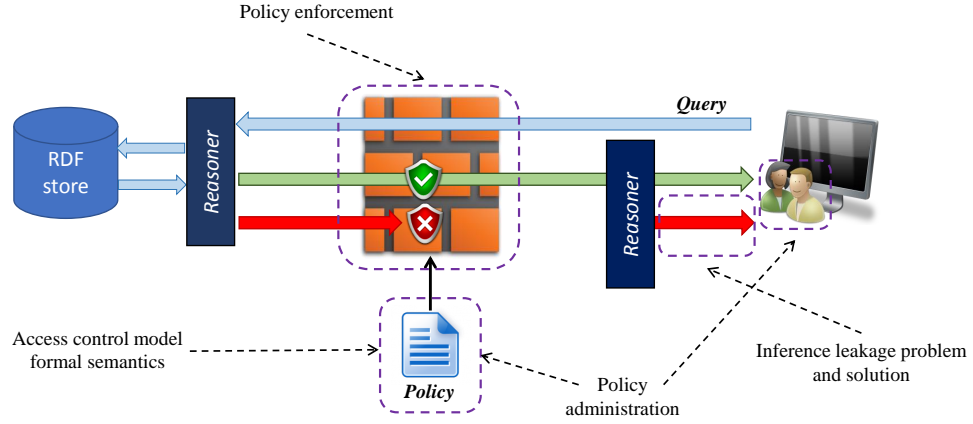 Policy enforcement
Query
RDF
store
Reasoner
Reasoner
Access control model
formal semantics
Policy
Policy
administration
Inference leakage problem
and solution